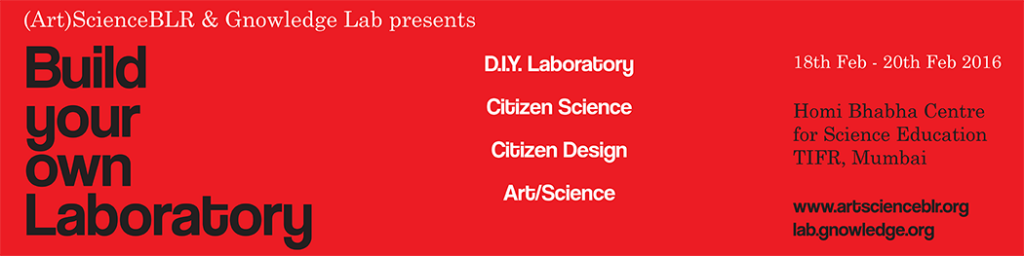 (Art)ScienceBLR & Gnowledge Lab presents
Build
your
own
Laboratory
D.I.Y. Laboratory
Citizen Science
Citizen Design
Art/Science
18th Feb - 20th Feb 2016
Homi Bhabha Centre
for Science Education
TIFR, Mumbai
www.artscienceblr.org
lab.gnowledge.org